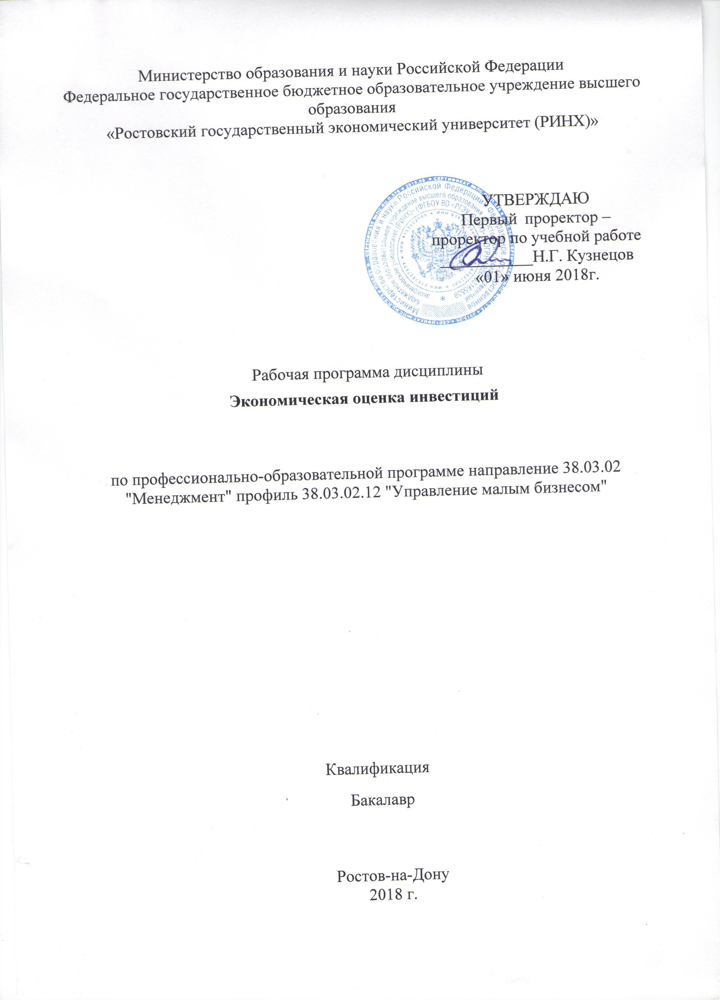 Министерство образования и науки Российской Федерации
Федеральное государственное бюджетное образовательное учреждение высшего
образования
«Ростовский государственный экономический университет (РИНХ)»
УТВЕРЖДАЮ
Первый проректор –
проректор по учебной работе
____________Н.Г. Кузнецов
«01» июня 2018г.
Рабочая программа дисциплины
Экономическая оценка инвестиций
по профессионально-образовательной программе направление 38.03.02
"Менеджмент" профиль 38.03.02.12 "Управление малым бизнесом"
Квалификация
Бакалавр
Ростов-на-Дону
2018 г.